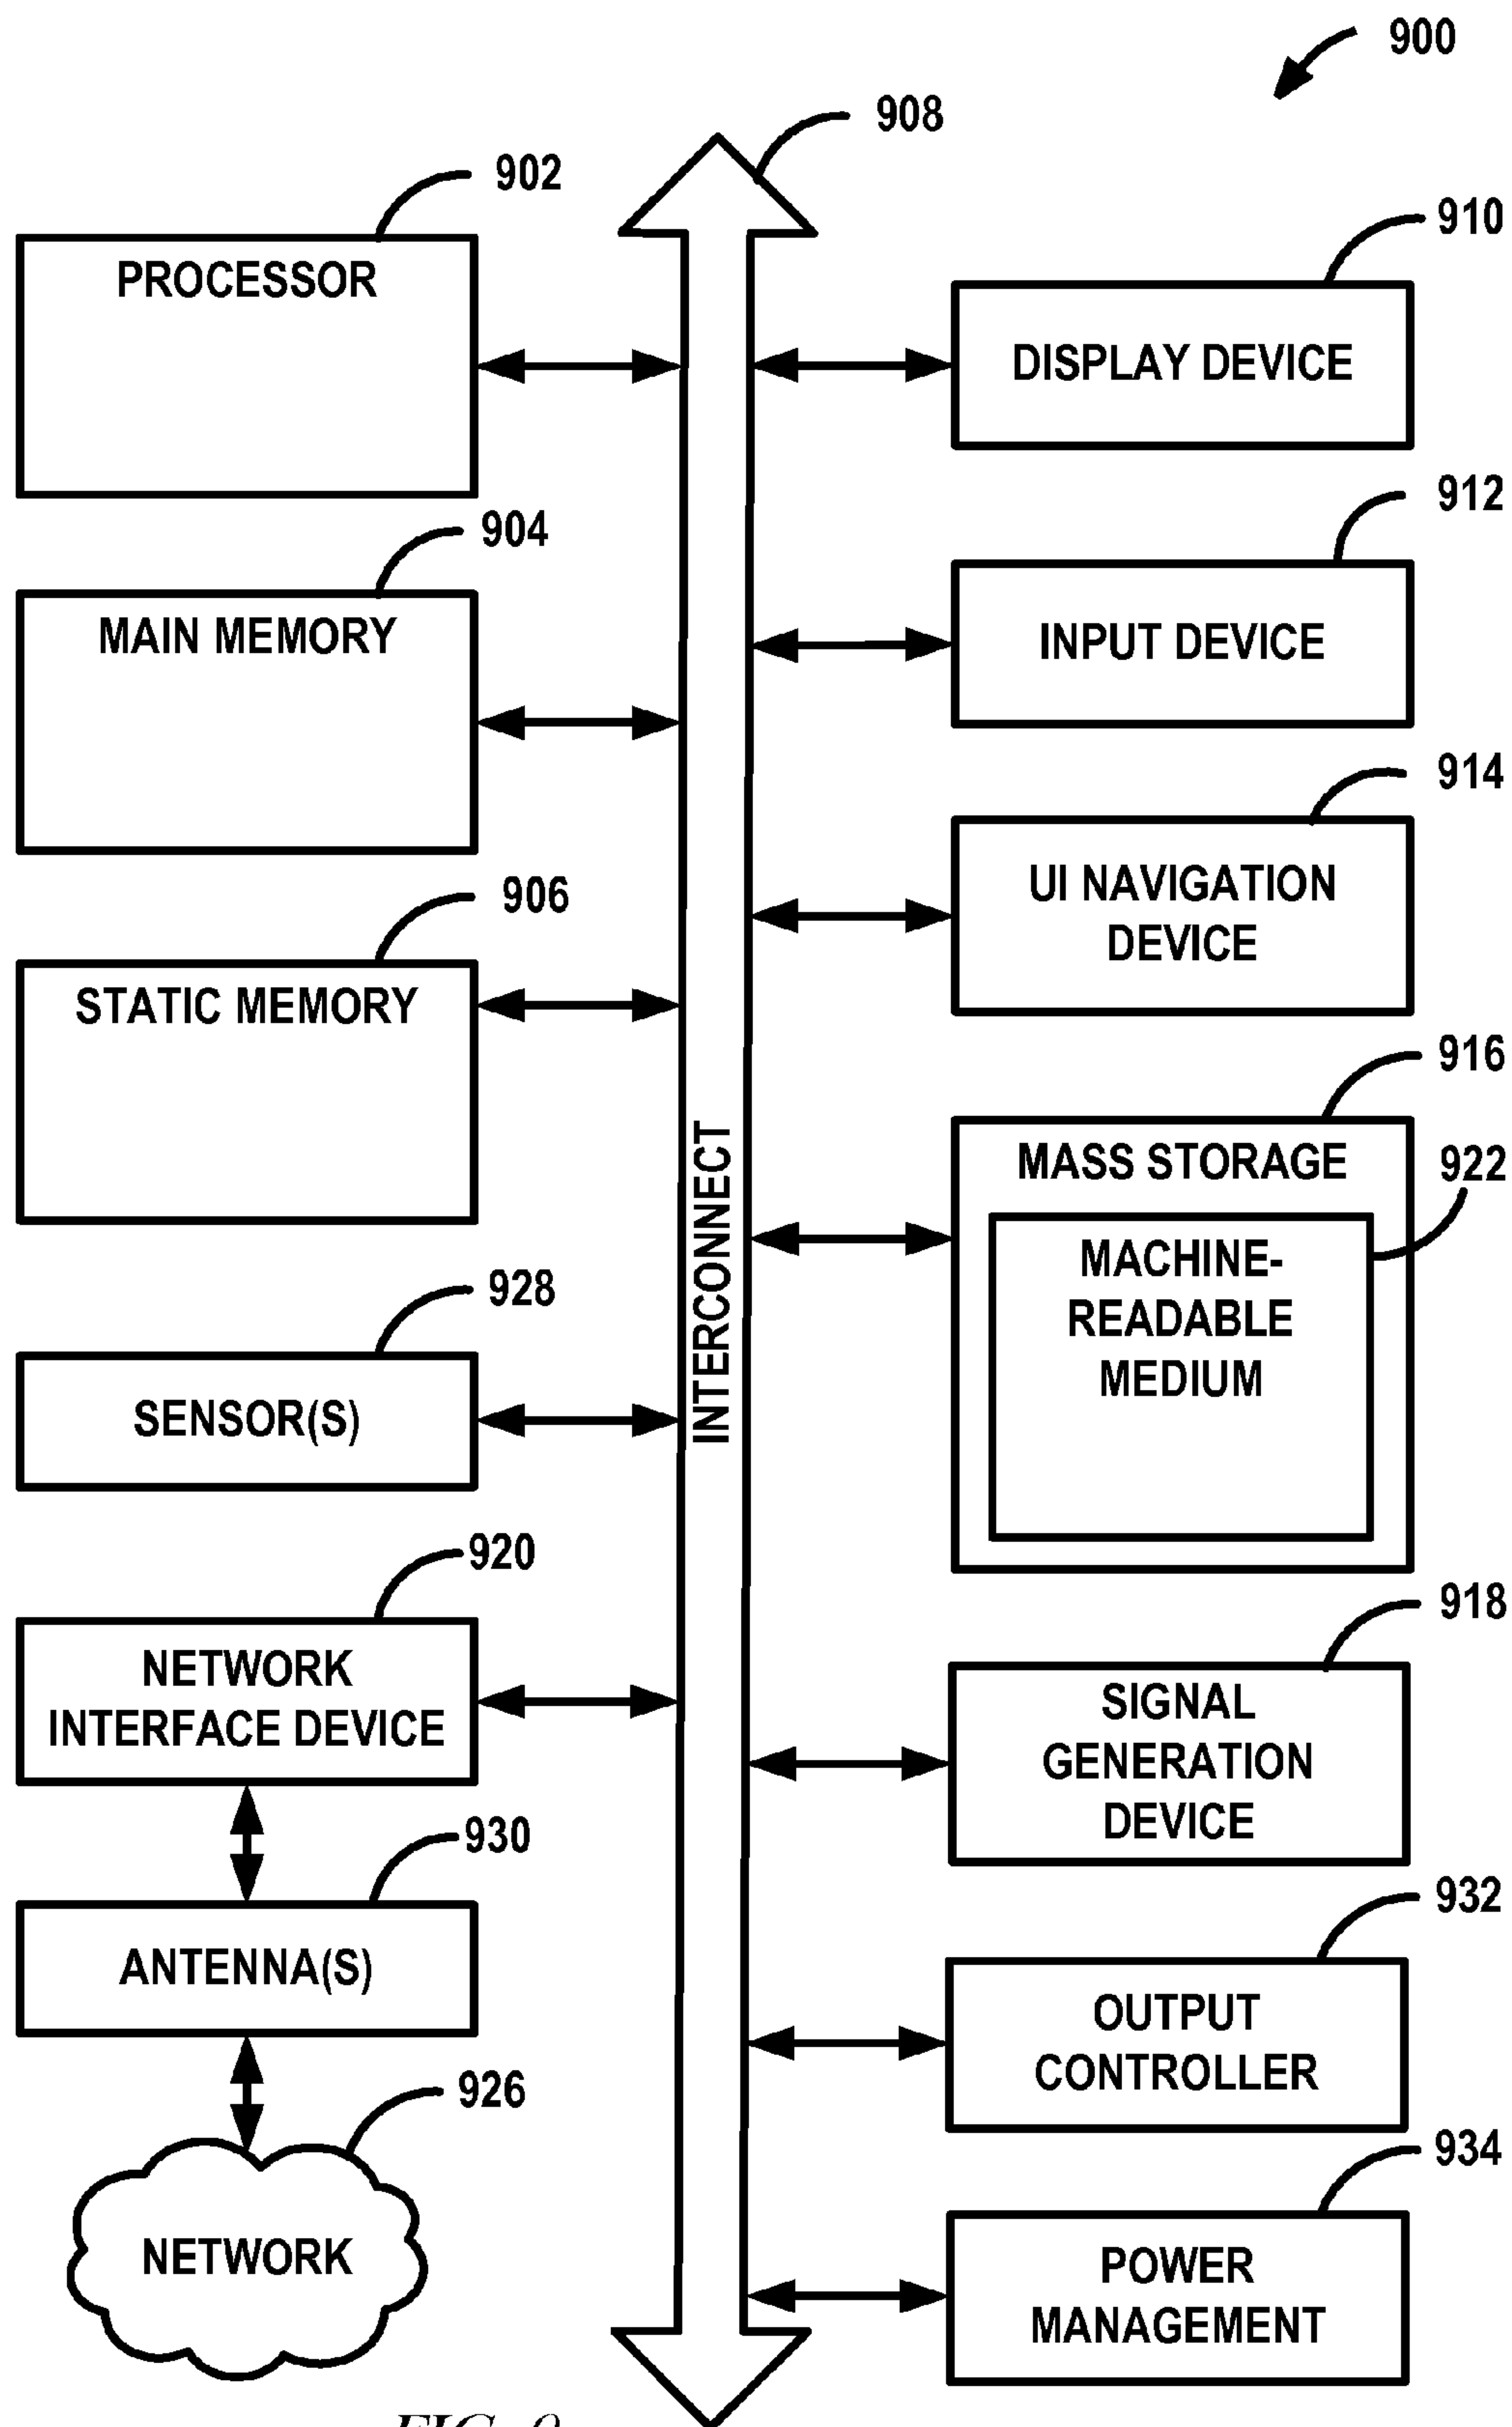 900
908
902
PROCESSOR
910
DISPLAY DEVICE
904
MAIN MEMORY
912
INPUT DEVICE
906
STATIC MEMORY
914
UI NAVIGATION
DEVICE
INTERCONNECT
916
MASS STORAGE
922
MACHINE-
READABLE
MEDIUM
928
SENSOR(S)
920
NETWORK
INTERFACE DEVICE
918
SIGNAL
GENERATION
DEVICE
930
ANTENNA(S)
932
OUTPUT
CONTROLLER
926
NETWORK
934
POWER
MANAGEMENT
FIG. 9